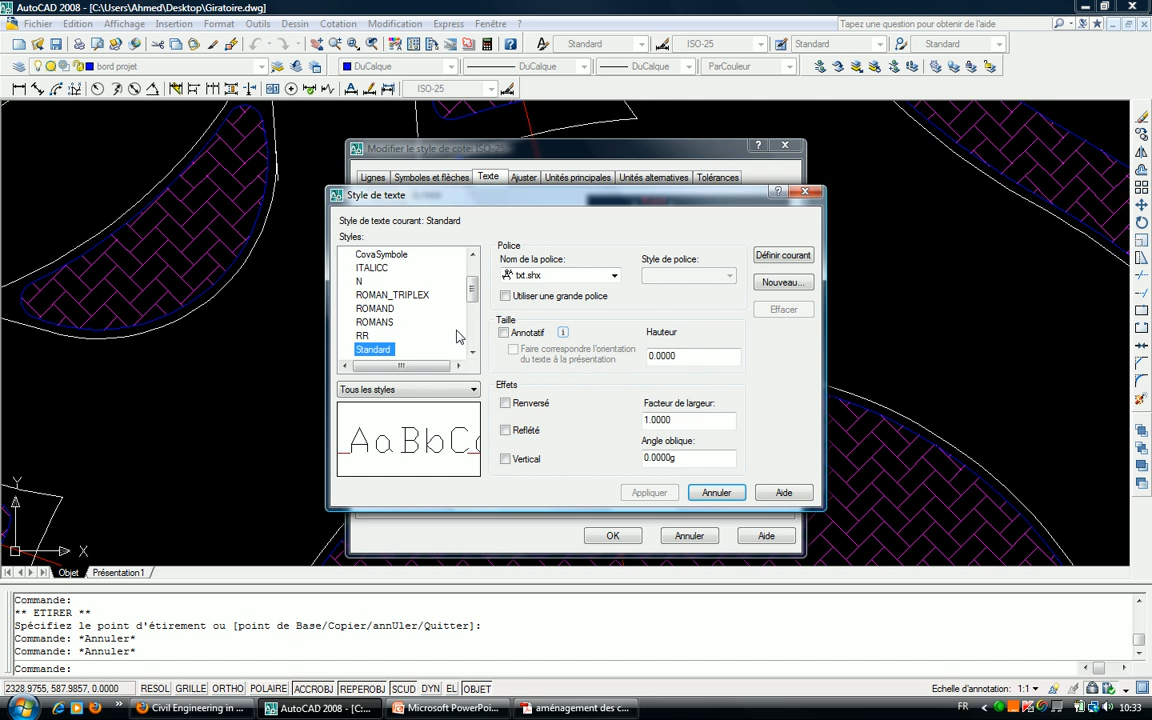 AutoCAD 2008 - [C:\Users\Ahmed\Desktop\Giratoire.dwg]
Fichier Edition Affichage Insertion Format Outils Dessin Cotation Modification Express Fenêtre ?
Tapez une question pour obtenir de l'aide
Standard ISO-25 Standard Standard
bord projet DuCalque DuCalque DuCalque ParCouleur
ISO-25
Modifier le style de cote: ISO-25
Lignes Symboles et flèches Texte Ajuster Unités principales Unités alternatives Tolérances
Style de texte
Style de texte courant: Standard
Styles:
CovaSymbole
ITALICC
N
ROMAN_TRIPLEX
ROMAND
ROMANS
RR
Standard
Tous les styles
AaBbC
Police
Nom de la police: Style de police:
txt.shx
Utiliser une grande police
Taille
Annotatif Hauteur
Faire correspondre l'orientation
du texte à la présentation
0.0000
Effets
Renversé
Reflété
Vertical
Facteur de largeur:
1.0000
Angle oblique:
0.0000g
Définir courant
Nouveau...
Effacer
Appliquer Annuler Aide
OK Annuler Aide
Y
X
Objet Présentation1
Commande:
** ETIRER **
Spécifiez le point d'étirement ou [point de Base/Copier/annUler/Quitter]:
Commande: *Annuler*
Commande: *Annuler*
Commande:
2328.9755, 587.9857, 0.0000 RESOL GRILLE ORTHO POLAIRE ACCROBJ REPEROBJ SCUD DYN EL OBJET
Echelle d'annotation: 1:1
Civil Engineering in ... AutoCAD 2008 - [C:... Microsoft PowerPoi... aménagement des c...
FR 10:33